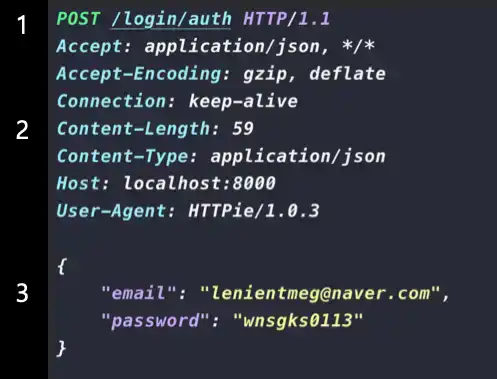 1 POST /login/auth HTTP/1.1
Accept: application/json, */*
Accept-Encoding: gzip, deflate
Connection: keep-alive
2 Content-Length: 59
Content-Type: application/json
Host: localhost:8000
User-Agent: HTTPie/1.0.3
{
3 "email": "lenientmeg@naver.com",
"password": "wnsgks0113"
}